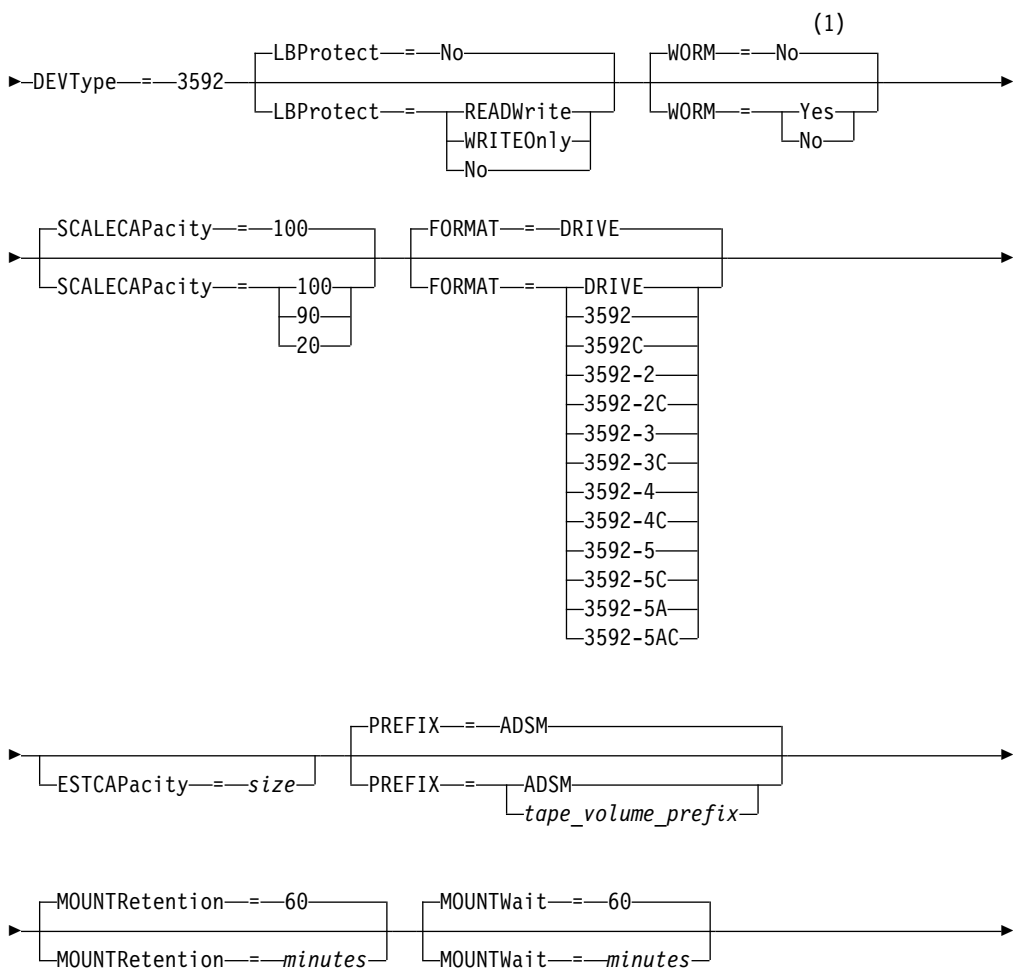 (1)
LBProtect = No WORM = No
DEVType = 3592
LBProtect = READWrite WORM = Yes
WRITEOnly No
No
SCALECAPacity = 100 FORMAT = DRIVE
SCALECAPacity = 100 FORMAT = DRIVE
90 3592
20 3592C
3592-2
3592-2C
3592-3
3592-3C
3592-4
3592-4C
3592-5
3592-5C
3592-5A
3592-5AC
PREFIX = ADSM
ESTCAPacity = size PREFIX = ADSM
tape_volume_prefix
MOUNTRetention = 60 MOUNTWait = 60
MOUNTRetention = minutes MOUNTWait = minutes